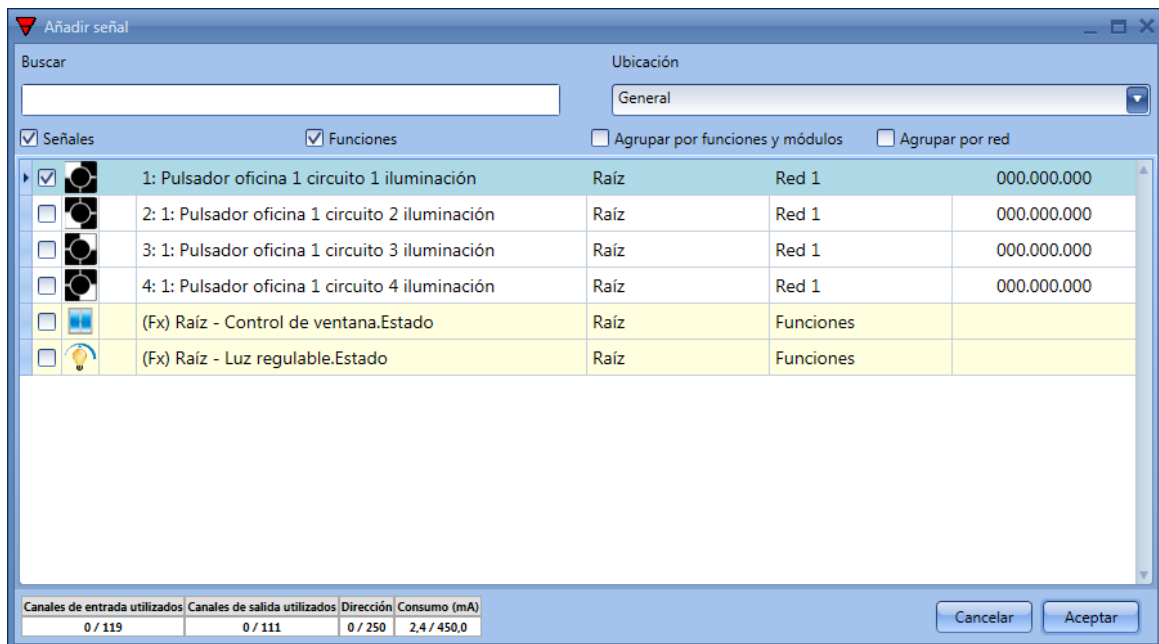 Añadir señal
Buscar Ubicación
General
Señales Funciones Agrupar por funciones y módulos Agrupar por red
1: Pulsador oficina 1 circuito 1 iluminación Raíz Red 1 000.000.000
2: 1: Pulsador oficina 1 circuito 2 iluminación Raíz Red 1 000.000.000
3: 1: Pulsador oficina 1 circuito 3 iluminación Raíz Red 1 000.000.000
4: 1: Pulsador oficina 1 circuito 4 iluminación Raíz Red 1 000.000.000
(Fx) Raíz - Control de ventana.Estado Raíz Funciones
(Fx) Raíz - Luz regulable.Estado Raíz Funciones
Canales de entrada utilizados Canales de salida utilizados Dirección Consumo (mA)
0 / 119 0 / 111 0 / 250 2,4 / 450,0
Cancelar Aceptar